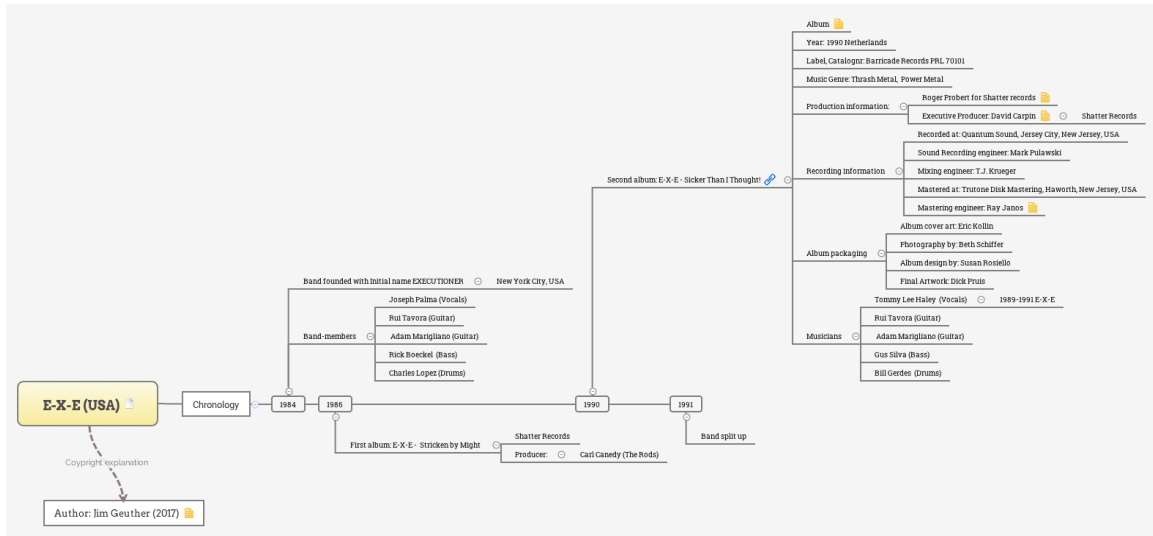 Album
Year: 1990 Netherlands
Label, Catalognr: Barricade Records PRL 70101
Music Genre: Thrash Metal, Power Metal
Production information:
Roger Probert for Shatter records
Executive Producer: David Carpin
Shatter Records
Recording information
Recorded at: Quantum Sound, Jersey City, New Jersey, USA
Sound Recording engineer: Mark Pulawski
Mixing engineer: T.J. Krueger
Mastered at: Trutone Disk Mastering, Haworth, New Jersey, USA
Mastering engineer: Ray Janos
Second album: E-X-E - Sicker Than I Thought!
Album packaging
Album cover art: Eric Kollin
Photography by: Beth Schiffer
Album design by: Susan Rosiello
Final Artwork: Dick Pruis
Musicians
Tommy Lee Haley (Vocals)
1989-1991 E-X-E
Rui Tavora (Guitar)
Adam Marigliano (Guitar)
Gus Silva (Bass)
Bill Gerdes (Drums)
Band founded with Initial name EXECUTIONER
New York City, USA
Band-members
Joseph Palma (Vocals)
Rui Tavora (Guitar)
Adam Marigliano (Guitar)
Rick Boeckel (Bass)
Charles Lopez (Drums)
E-X-E (USA)
Chronology
1984
1986
1990
1991
Band split up
First album: E-X-E - Stricken by Might
Shatter Records
Producer:
Carl Canedy (The Rods)
Coypright explanation
Author: Jim Geuther (2017)